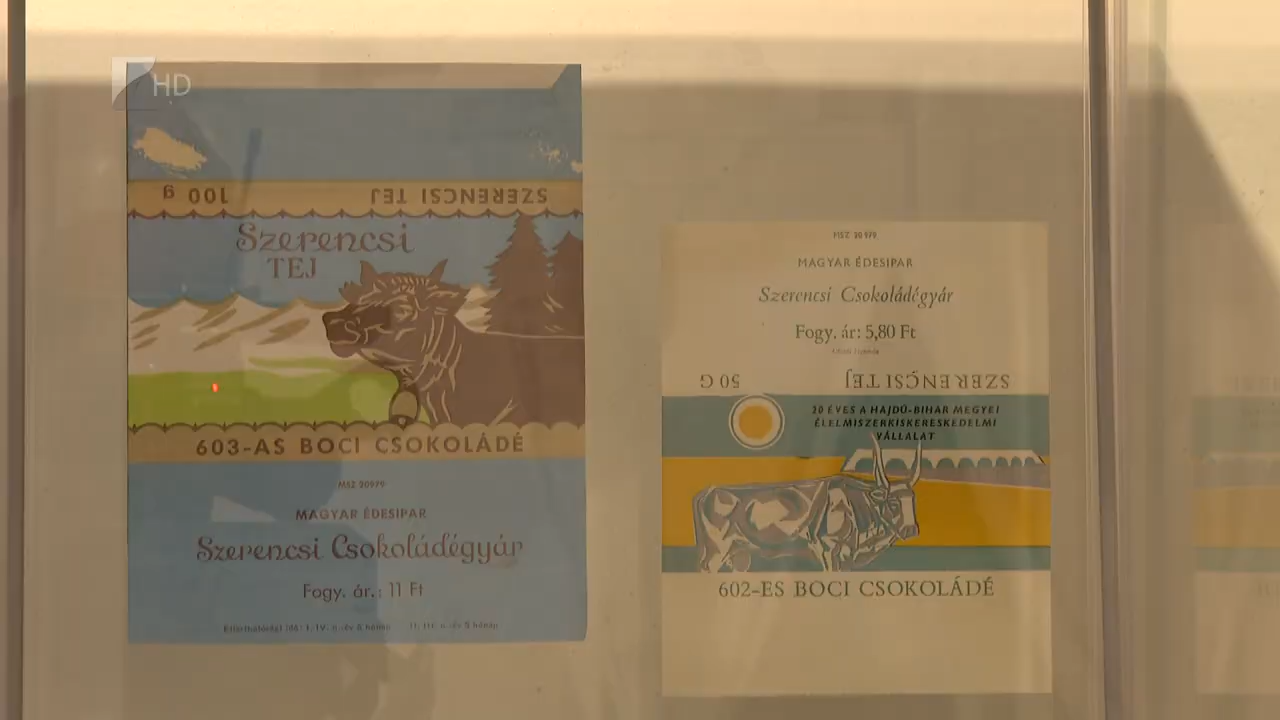 HD
100 g
SZERENCSI TEJ
Szerencsi
TEJ
603-AS BOCI CSOKOLÁDÉ
MSZ 20979
MAGYAR ÉDESIPAR
Szerencsi Csokoládégyár
Fogy. ár.: 11 Ft
MSZ 20979
MAGYAR ÉDESIPAR
Szerencsi Csokoládégyár
Fogy. ár: 5,80 Ft
50 G
SZERENCSI TEJ
20 ÉVES A HAJDÚ-BIHAR MEGYEI
ÉLELMISZERKISKERESKEDELMI
VÁLLALAT
602-ES BOCI CSOKOLÁDÉ